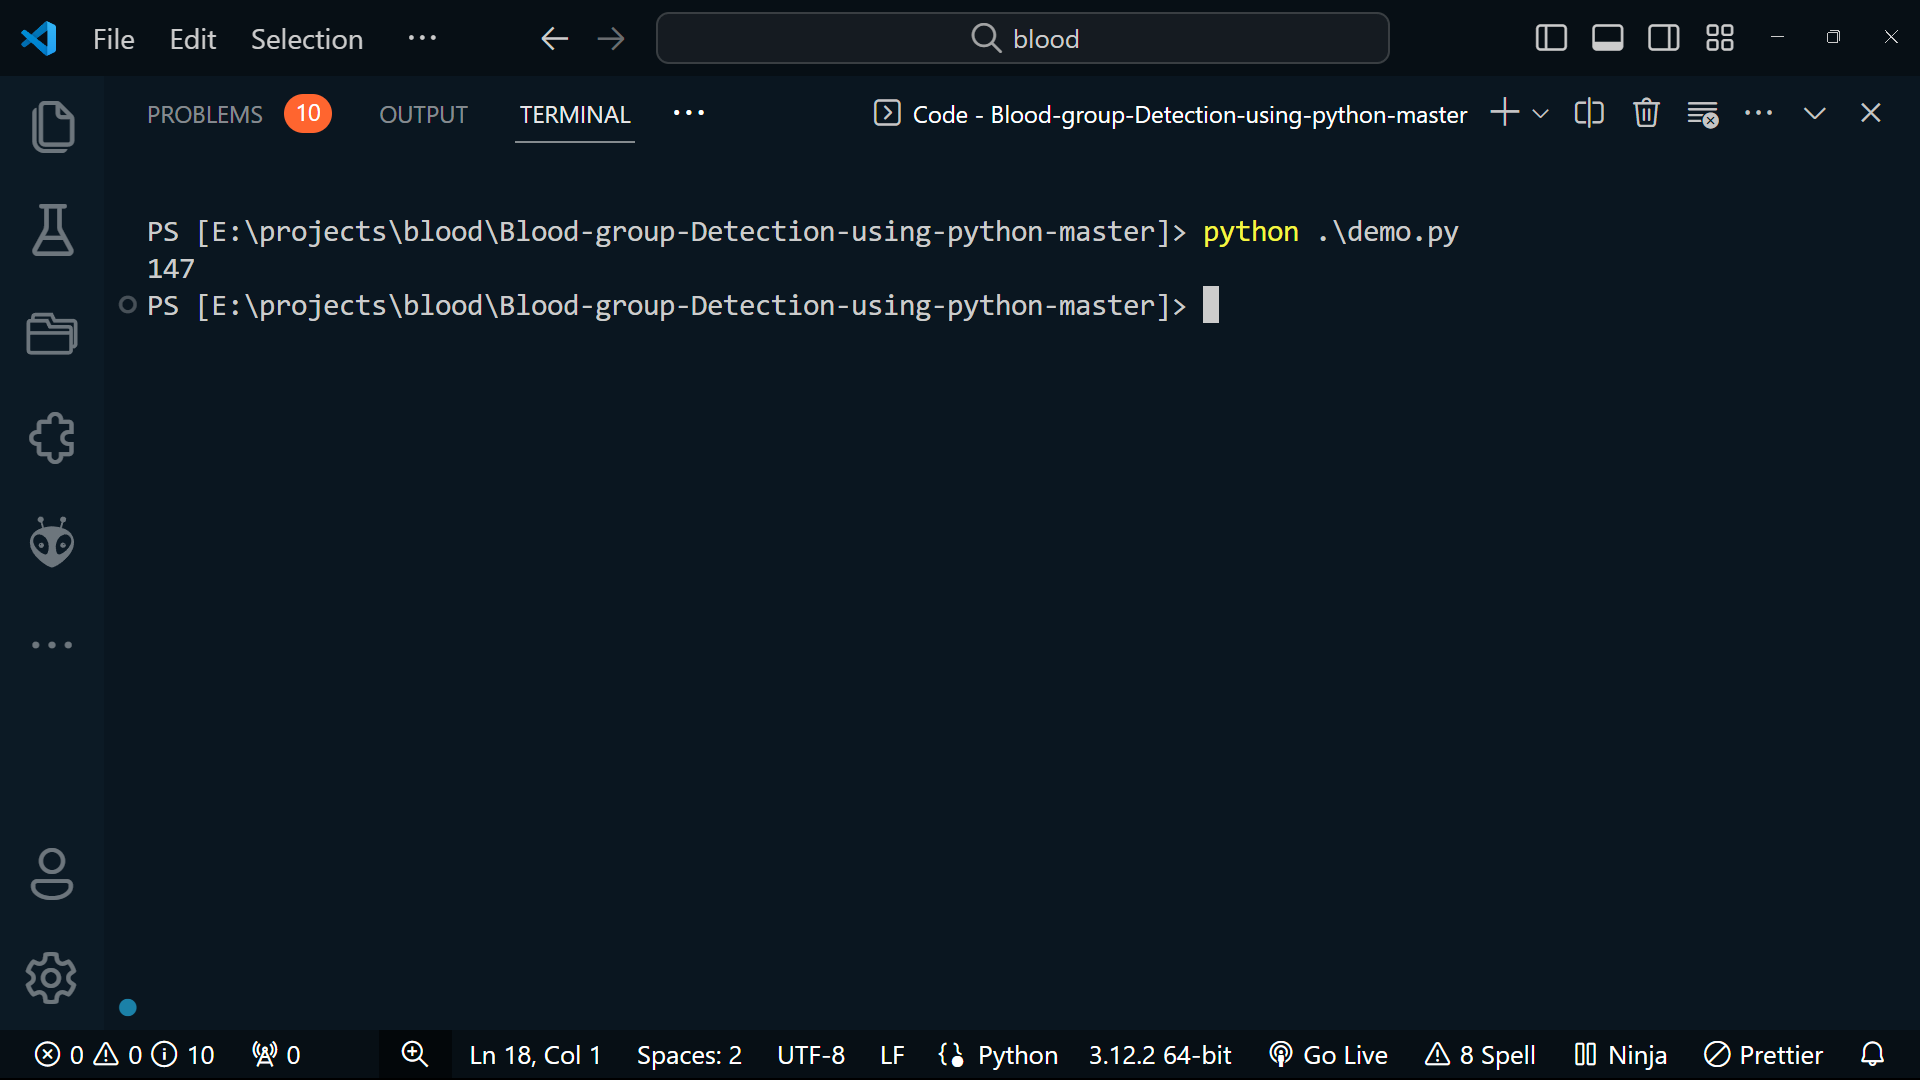 File Edit Selection ··· blood
PROBLEMS 10 OUTPUT TERMINAL ··· Code - Blood-group-Detection-using-python-master
PS [E:\projects\blood\Blood-group-Detection-using-python-master]> python .\demo.py
147
PS [E:\projects\blood\Blood-group-Detection-using-python-master]>
0 0 10 0 Ln 18, Col 1 Spaces: 2 UTF-8 LF Python 3.12.2 64-bit Go Live 8 Spell Ninja Prettier